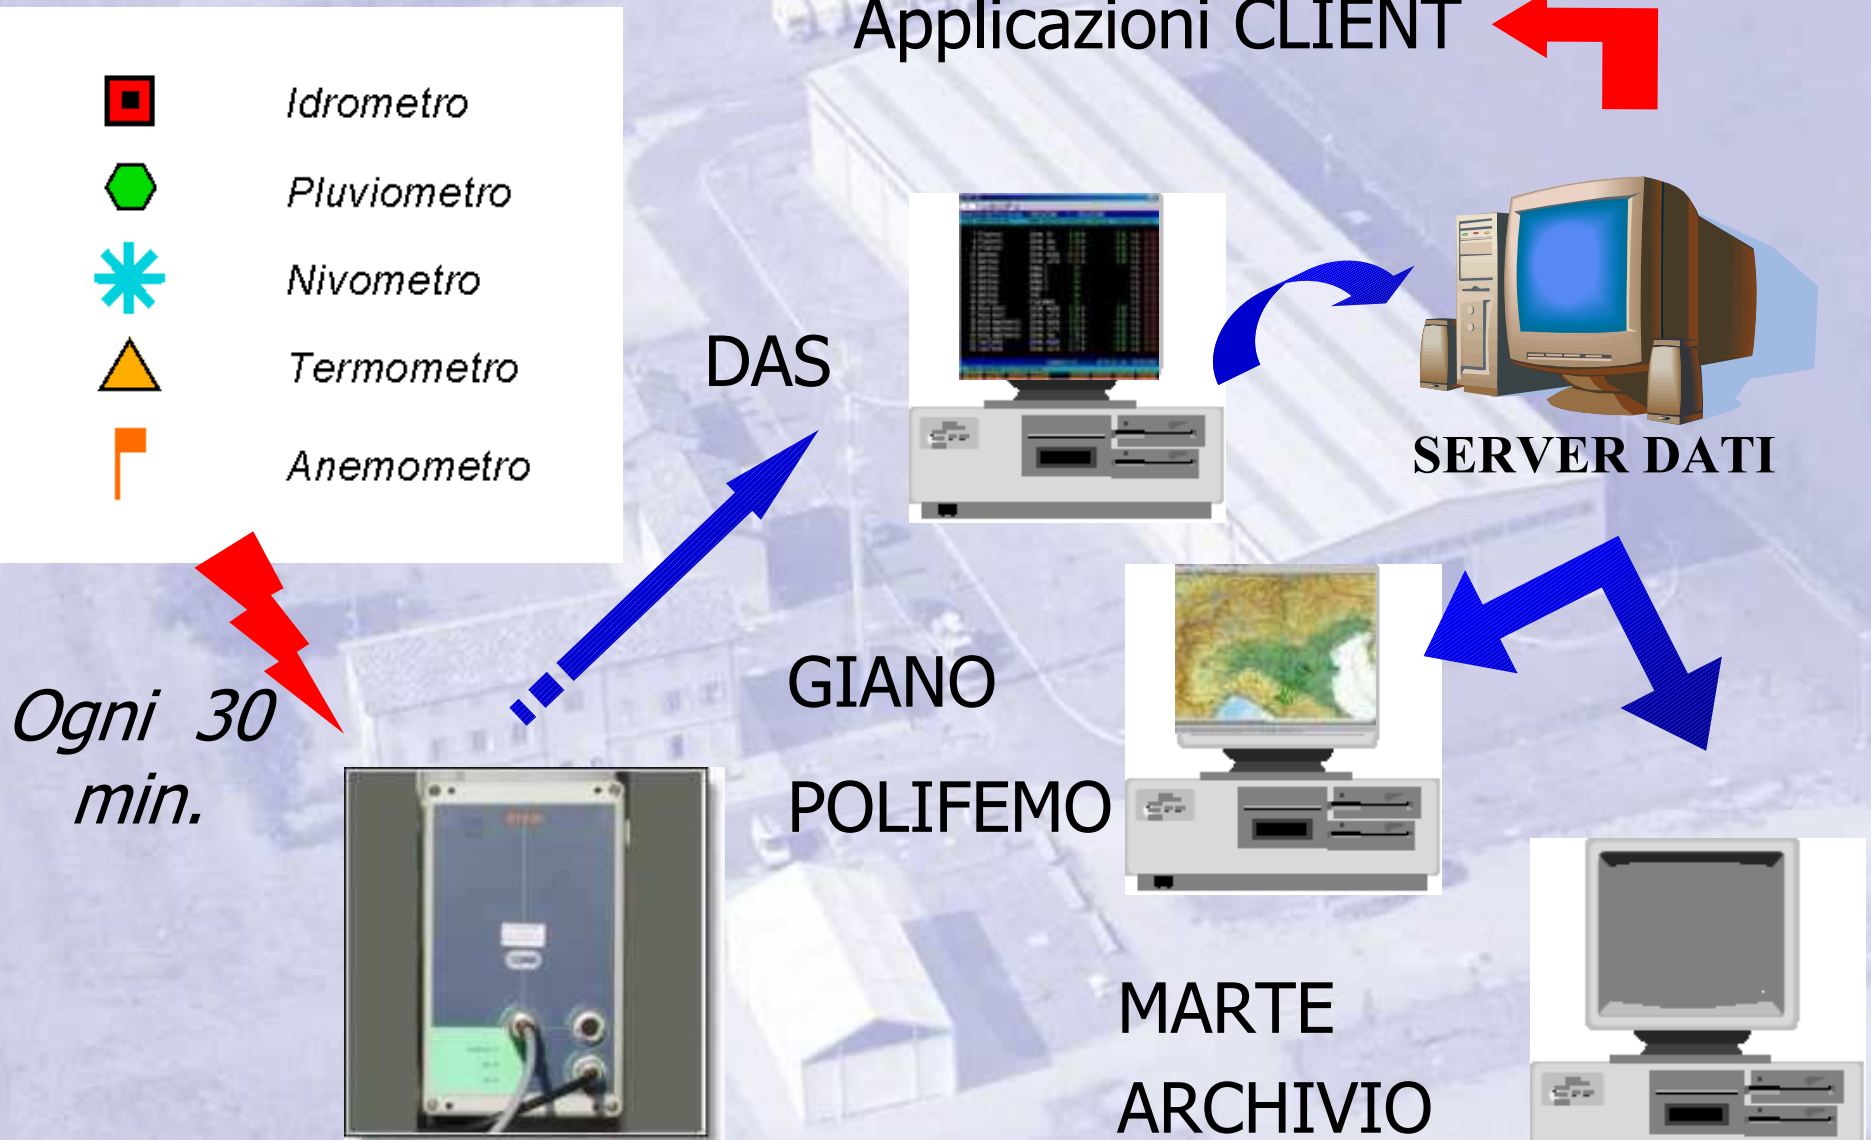 Applicazioni CLIENT
Idrometro
Pluviometro
Nivometro
Termometro
Anemometro
DAS
SERVER DATI
Ogni 30
min.
GIANO
POLIFEMO
MARTE
ARCHIVIO